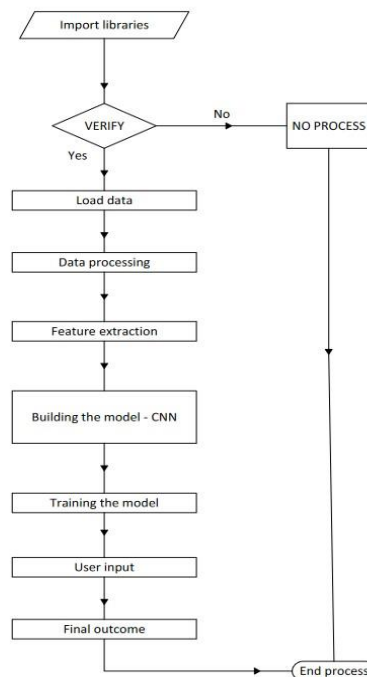 Import libraries
VERIFY
No
NO PROCESS
Yes
Load data
Data processing
Feature extraction
Building the model - CNN
Training the model
User input
Final outcome
End process